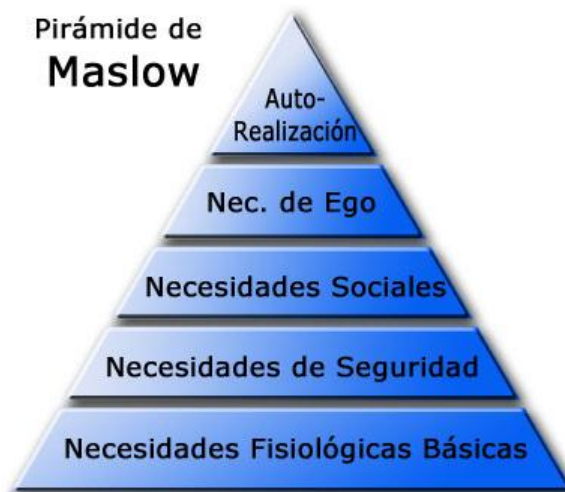 Pirámide de
Maslow
Auto-
Realización
Nec. de Ego
Necesidades Sociales
Necesidades de Seguridad
Necesidades Fisiológicas Básicas